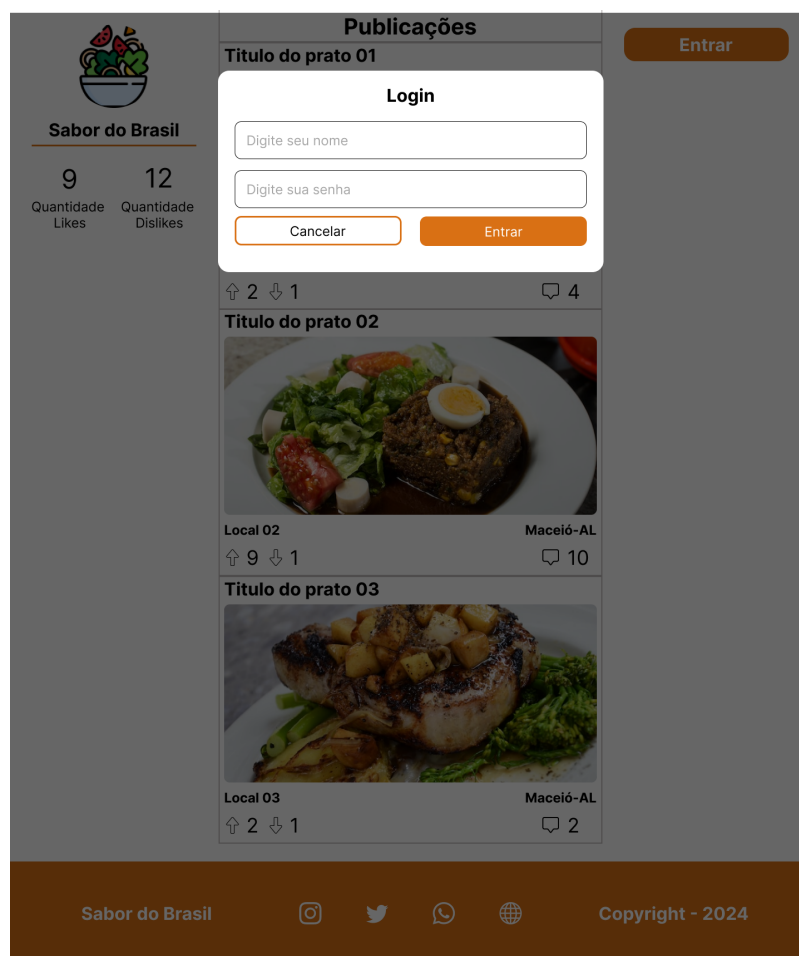 Publicações
Entrar
Titulo do prato 01
Sabor do Brasil
9
12
Quantidade Likes
Quantidade Dislikes
Login
Digite seu nome
Digite sua senha
Cancelar
Entrar
2 1 4
Titulo do prato 02
Local 02 Maceió-AL
9 1 10
Titulo do prato 03
Local 03 Maceió-AL
2 1 2
Sabor do Brasil
Copyright - 2024